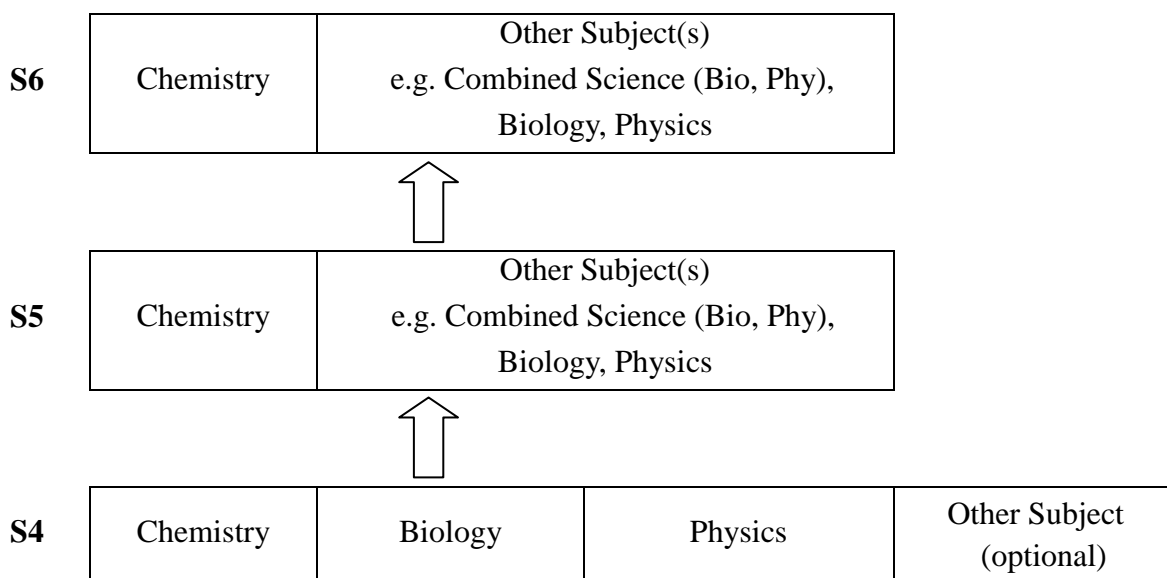 S6
Chemistry
Other Subject(s)
e.g. Combined Science (Bio, Phy),
Biology, Physics
S5
Chemistry
Other Subject(s)
e.g. Combined Science (Bio, Phy),
Biology, Physics
S4
Chemistry
Biology
Physics
Other Subject
(optional)